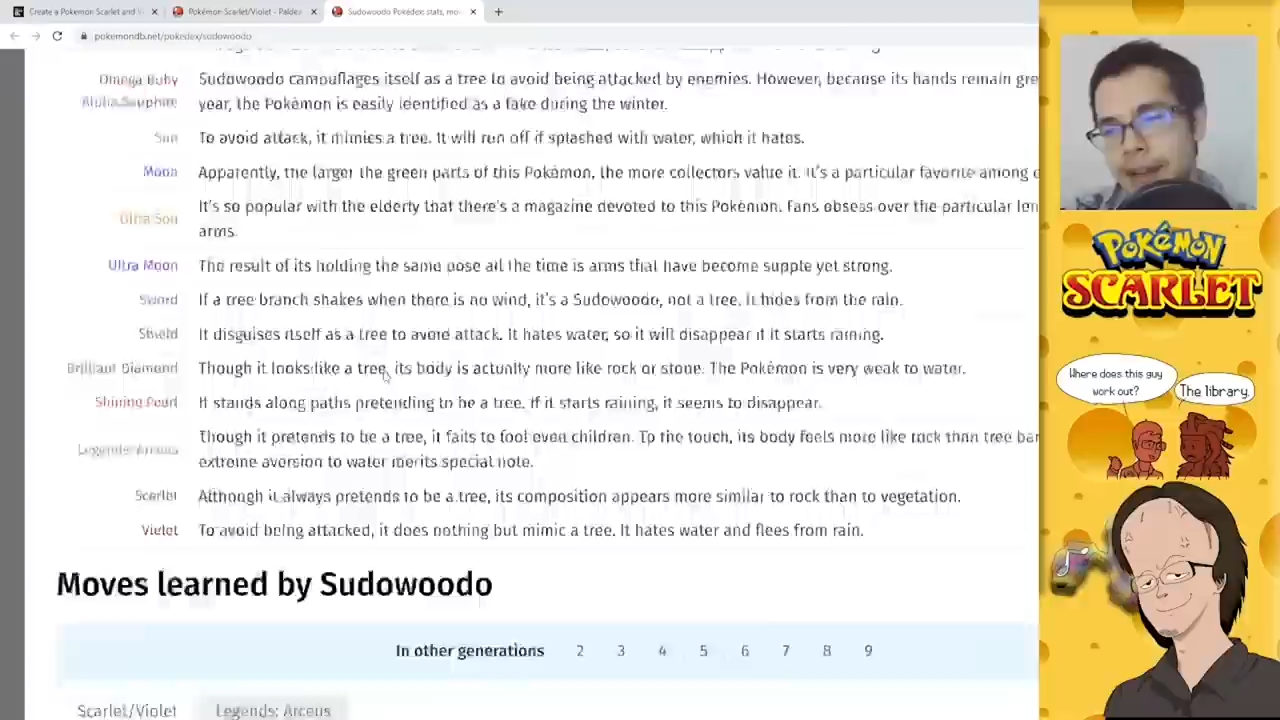 Create a Pokemon Scarlet and Vi
Pokémon Scarlet/Violet - Paldea
Sudowoodo Pokédex: stats, mov
pokemondb.net/pokedex/sudowoodo
Omega Ruby
Alpha Sapphire
Sudowoodo camouflages itself as a tree to avoid being attacked by enemies. However, because its hands remain gre
year, the Pokémon is easily identified as a fake during the winter.
Sun
To avoid attack, it mimics a tree. It will run off if splashed with water, which it hates.
Moon
Apparently, the larger the green parts of this Pokémon, the more collectors value it. It's a particular favorite among
Ultra Sun
It's so popular with the elderly that there's a magazine devoted to this Pokémon. Fans obsess over the particular len
arms.
Ultra Moon
The result of its holding the same pose all the time is arms that have become supple yet strong.
Sword
If a tree branch shakes when there is no wind, it's a Sudowoodo, not a tree. It hides from the rain.
Shield
It disguises itself as a tree to avoid attack. It hates water, so it will disappear if it starts raining.
Brilliant Diamond
Though it looks like a tree, its body is actually more like rock or stone. The Pokémon is very weak to water.
Shining Pearl
It stands along paths pretending to be a tree. If it starts raining, it seems to disappear.
Legends: Arceus
Though it pretends to be a tree, it fails to fool even children. To the touch, its body feels more like rock than tree bar
extreme aversion to water merits special note.
Scarlet
Although it always pretends to be a tree, its composition appears more similar to rock than to vegetation.
Violet
To avoid being attacked, it does nothing but mimic a tree. It hates water and flees from rain.
Moves learned by Sudowoodo
In other generations 2 3 4 5 6 7 8 9
Scarlet/Violet Legends: Arceus
POKéMON
SCARLET
Where does this guy
work out?
The library.